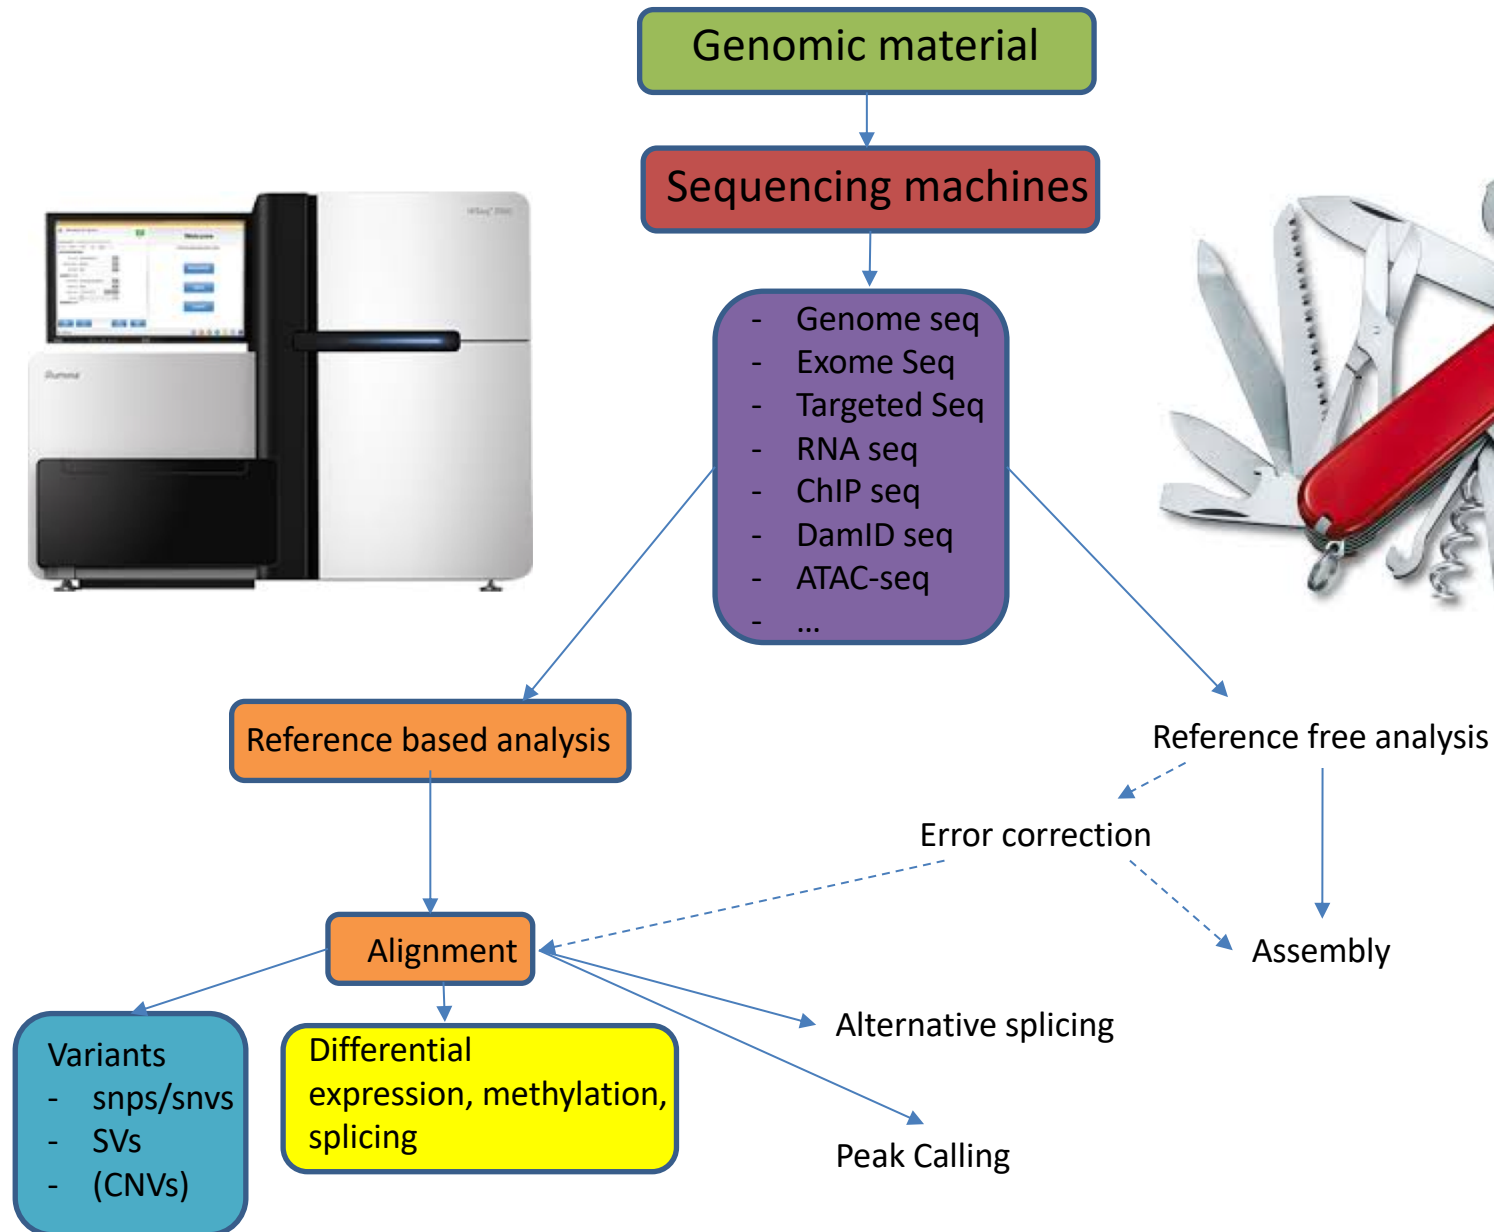 Genomic material
Sequencing machines
- Genome seq
- Exome Seq
- Targeted Seq
- RNA seq
- ChIP seq
- DamID seq
- ATAC-seq
- ...
Reference based analysis
Reference free analysis
Error correction
Alignment
Assembly
Alternative splicing
Variants
- snps/snvs
- SVs
- (CNVs)
Differential
expression, methylation,
splicing
Peak Calling
illumina
Welcome